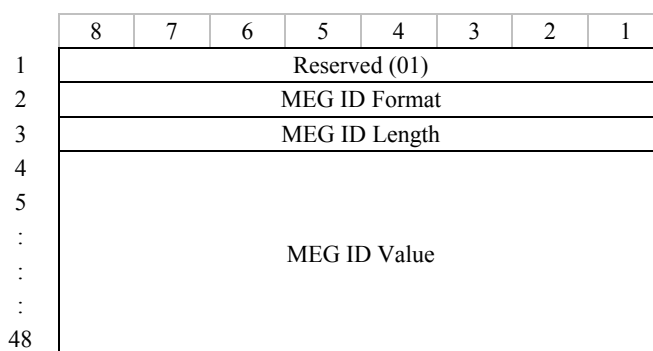 8 7 6 5 4 3 2 1
1 Reserved (01)
2 MEG ID Format
3 MEG ID Length
4
5
:
: MEG ID Value
:
48